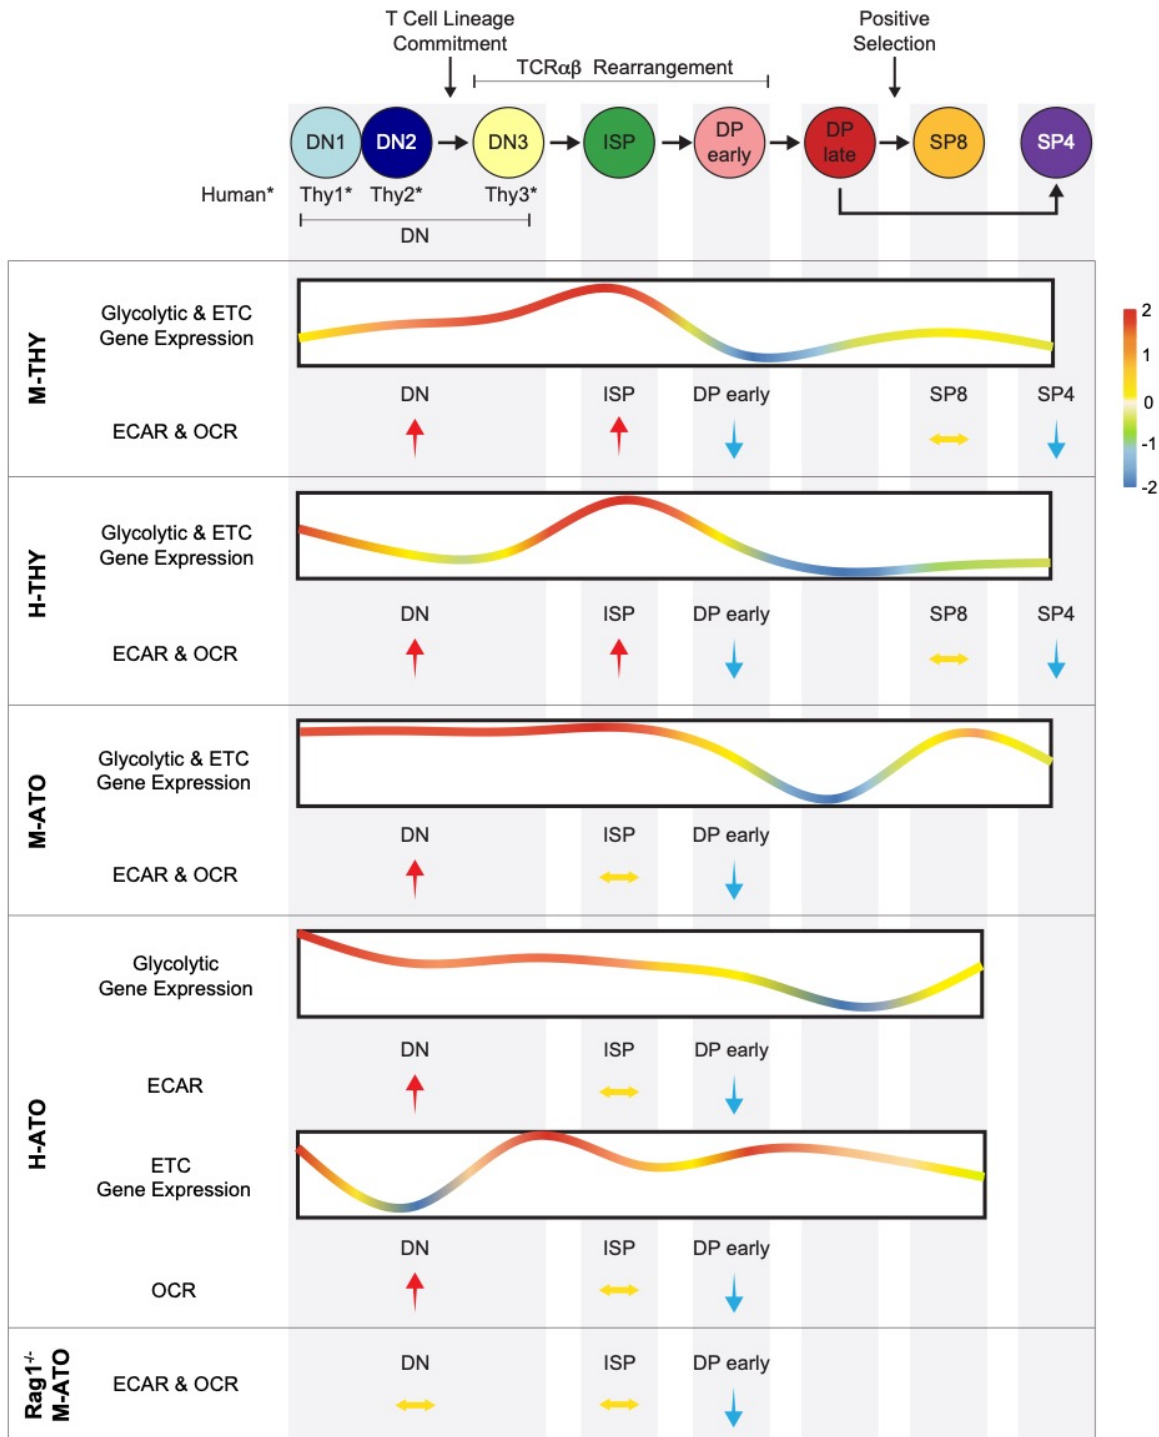 T Cell Lineage
Commitment
Positive
Selection
TCRαβ Rearrangement
DN1
DN2
DN3
ISP
DP
early
DP
late
SP8
SP4
Human* Thy1* Thy2* Thy3*
DN
M-THY
Glycolytic & ETC
Gene Expression
2
1
0
-1
-2
DN ISP DP early SP8 SP4
ECAR & OCR
H-THY
Glycolytic & ETC
Gene Expression
DN ISP DP early SP8 SP4
ECAR & OCR
M-ATO
Glycolytic & ETC
Gene Expression
DN ISP DP early
ECAR & OCR
H-ATO
Glycolytic
Gene Expression
DN ISP DP early
ECAR
ETC
Gene Expression
DN ISP DP early
OCR
Rag1-/-
M-ATO
DN ISP DP early
ECAR & OCR